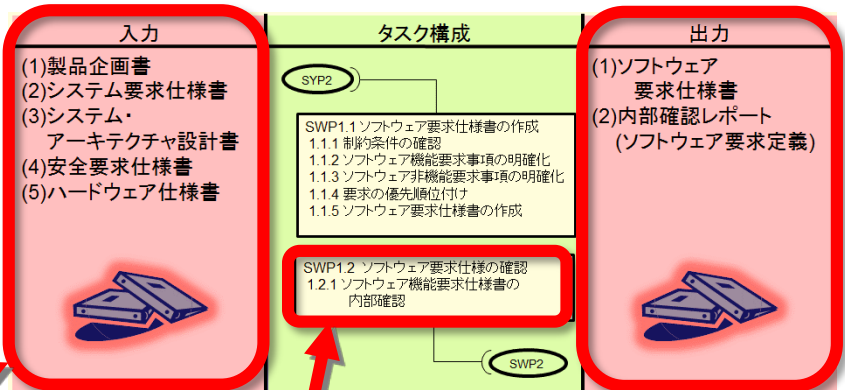 入力
(1)製品企画書
(2)システム要求仕様書
(3)システム・
アーキテクチャ設計書
(4)安全要求仕様書
(5)ハードウェア仕様書
タスク構成
SYP2
SWP1.1 ソフトウェア要求仕様書の作成
1.1.1 制約条件の確認
1.1.2 ソフトウェア機能要求事項の明確化
1.1.3 ソフトウェア非機能要求事項の明確化
1.1.4 要求の優先順位付け
1.1.5 ソフトウェア要求仕様書の作成
SWP1.2 ソフトウェア要求仕様の確認
1.2.1 ソフトウェア機能要求仕様書の
内部確認
SWP2
出力
(1)ソフトウェア
要求仕様書
(2)内部確認レポート
(ソフトウェア要求定義)